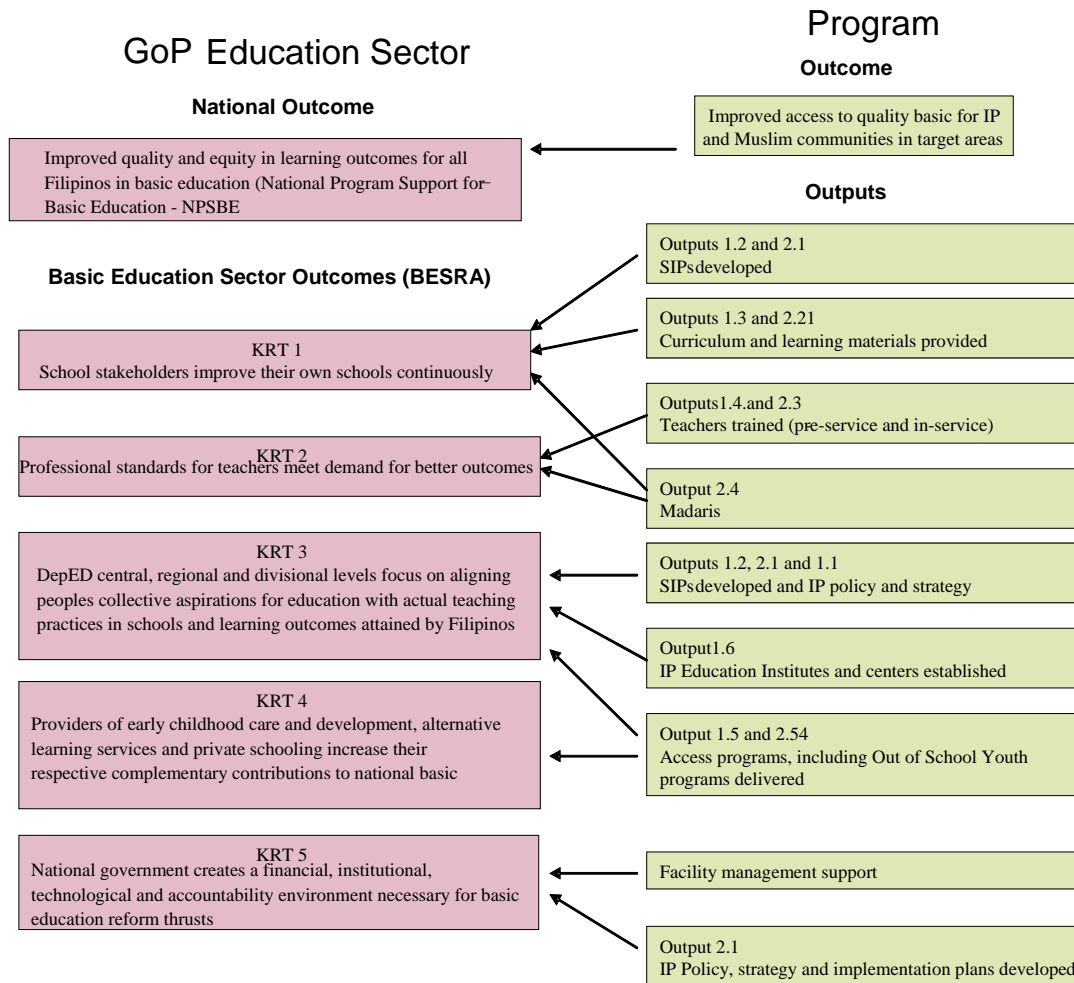 GoP Education Sector
National Outcome
Improved quality and equity in learning outcomes for all
Filipinos in basic education (National Program Support for-
Basic Education - NPSBE
Basic Education Sector Outcomes (BESRA)
KRT 1
School stakeholders improve their own schools continuously
KRT 2
Professional standards for teachers meet demand for better outcomes
KRT 3
DepED central, regional and divisional levels focus on aligning
peoples collective aspirations for education with actual teaching
practices in schools and learning outcomes attained by Filipinos
KRT 4
Providers of early childhood care and development, alternative
learning services and private schooling increase their
respective complementary contributions to national basic
KRT 5
National government creates a financial, institutional,
technological and accountability environment necessary for basic
education reform thrusts
Program
Outcome
Improved access to quality basic for IP
and Muslim communities in target areas
Outputs
Outputs 1.2 and 2.1
SIPsdeveloped
Outputs 1.3 and 2.21
Curriculum and learning materials provided
Outputs1.4.and 2.3
Teachers trained (pre-service and in-service)
Output 2.4
Madaris
Outputs 1.2, 2.1 and 1.1
SIPsdeveloped and IP policy and strategy
Output1.6
IP Education Institutes and centers established
Output 1.5 and 2.54
Access programs, including Out of School Youth
programs delivered
Facility management support
Output 2.1
IP Policy, strategy and implementation plans developed